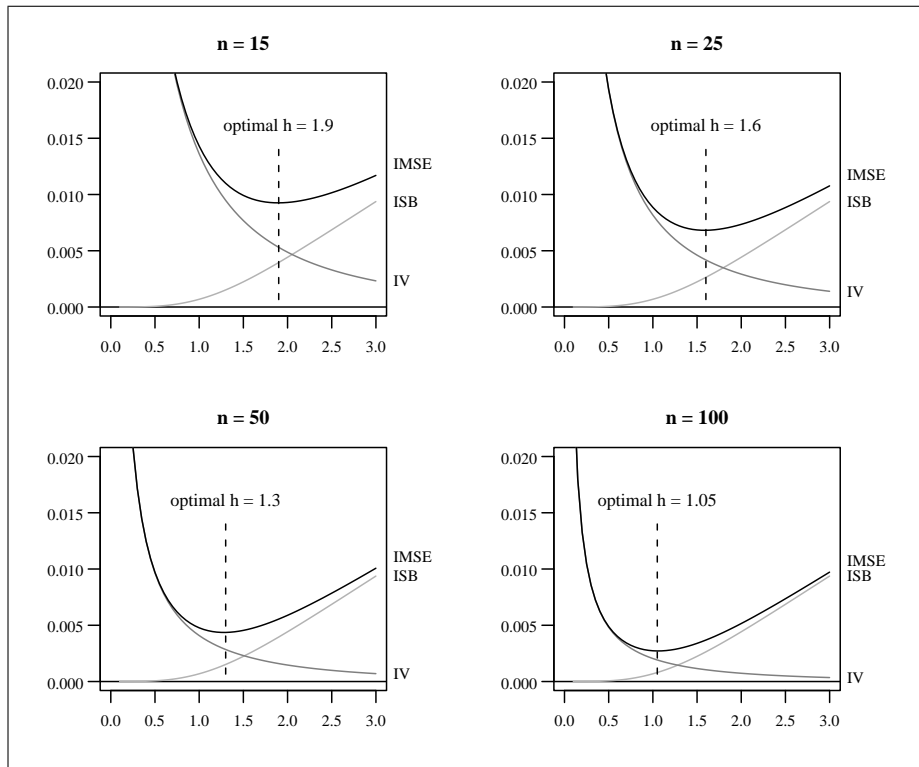 n = 15
0.020
0.015
0.010
0.005
0.000
optimal h = 1.9
IMSE
ISB
IV
0.0 0.5 1.0 1.5 2.0 2.5 3.0
n = 25
0.020
0.015
0.010
0.005
0.000
optimal h = 1.6
IMSE
ISB
IV
0.0 0.5 1.0 1.5 2.0 2.5 3.0
n = 50
0.020
0.015
0.010
0.005
0.000
optimal h = 1.3
IMSE
ISB
IV
0.0 0.5 1.0 1.5 2.0 2.5 3.0
n = 100
0.020
0.015
0.010
0.005
0.000
optimal h = 1.05
IMSE
ISB
IV
0.0 0.5 1.0 1.5 2.0 2.5 3.0